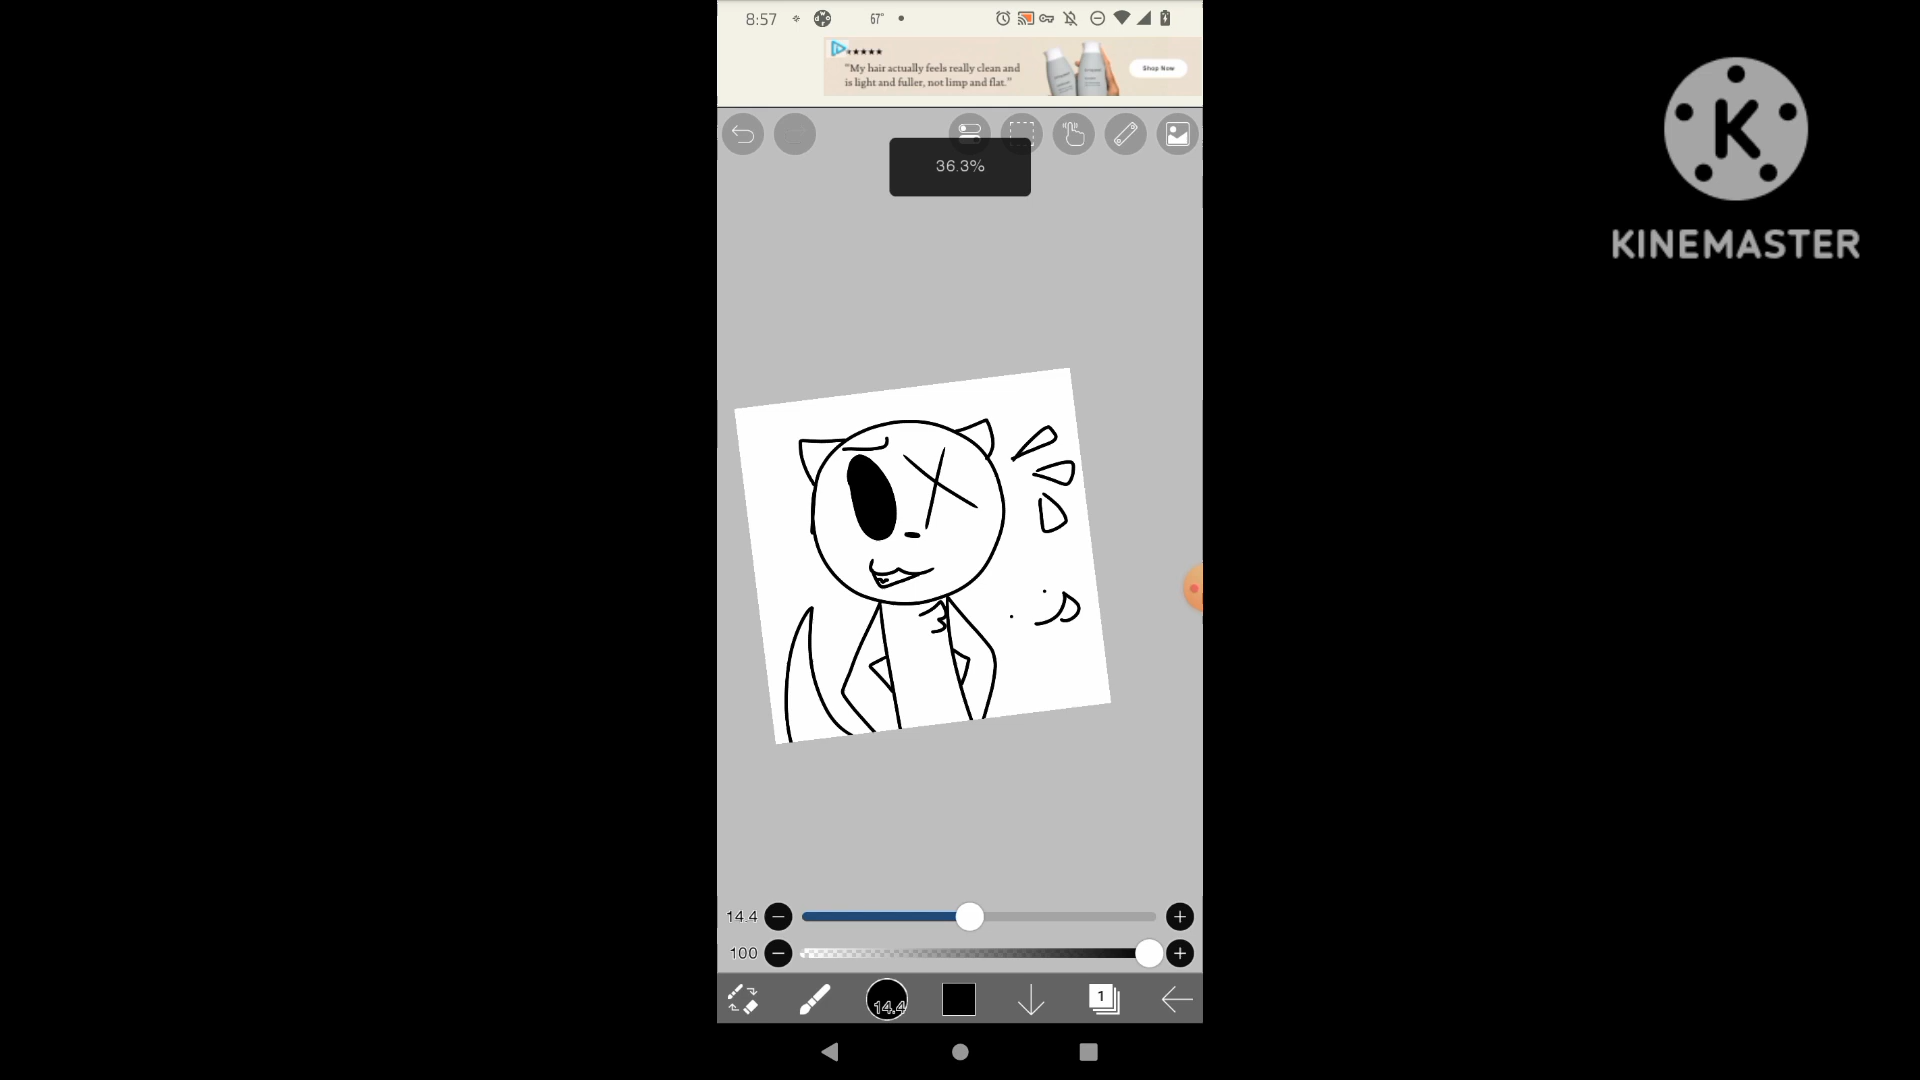 8:57
67°
★★★★★
“My hair actually feels really clean and
is light and fuller, not limp and flat.”
Shop Now
36.3%
K
KINEMASTER
14.4
100
14.4
1